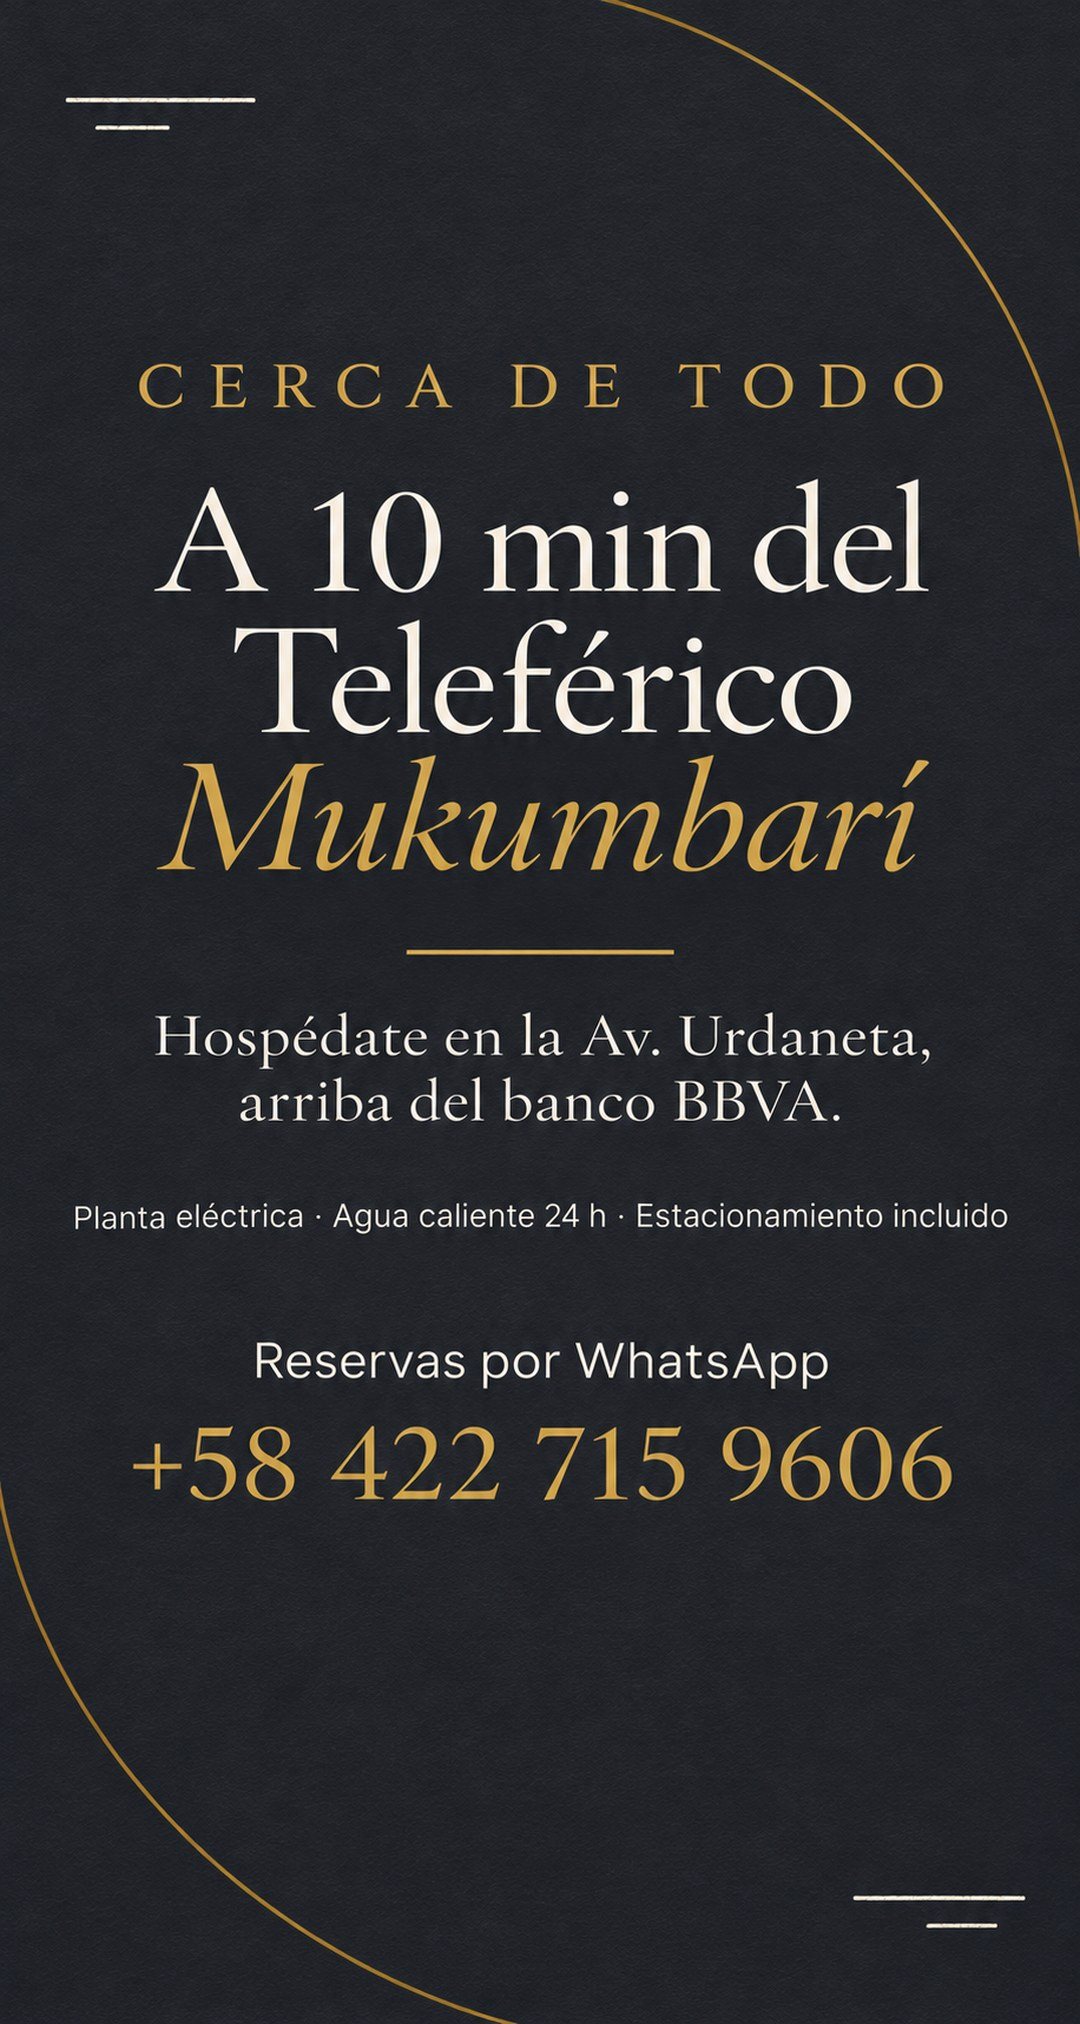 CERCA DE TODO
A 10 min del
Teleférico
Mukumbarí
Hospédate en la Av. Urdaneta,
arriba del banco BBVA.
Planta eléctrica · Agua caliente 24 h · Estacionamiento incluido
Reservas por WhatsApp
+58 422 715 9606